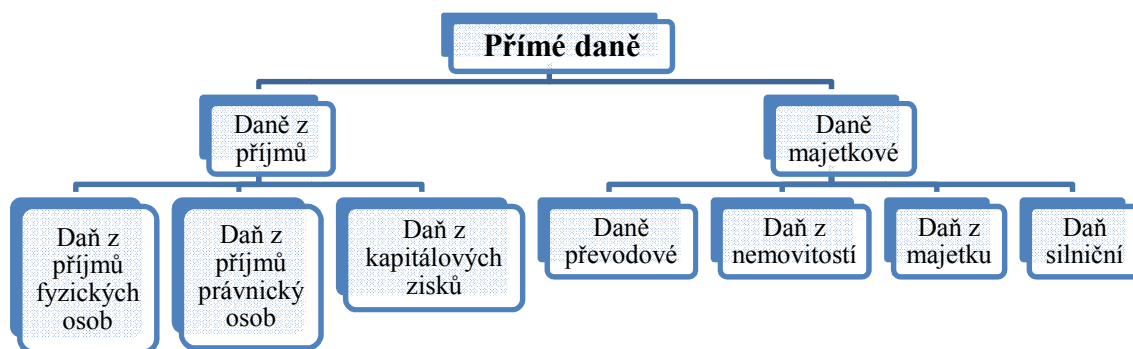 Přímé daně
Daně z
příjmů
Daně
majetkové
Daň z
příjmů
fyzických
osob
Daň z
příjmů
právnický
osob
Daň z
kapitálových
zisků
Daně
převodové
Daň z
nemovitostí
Daň z
majetku
Daň
silniční